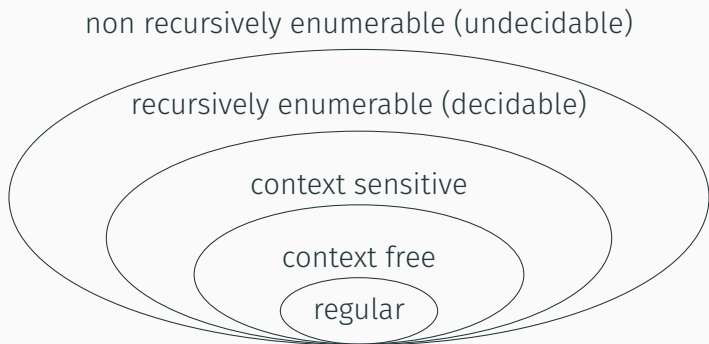 non recursively enumerable (undecidable)
recursively enumerable (decidable)
context sensitive
context free
regular